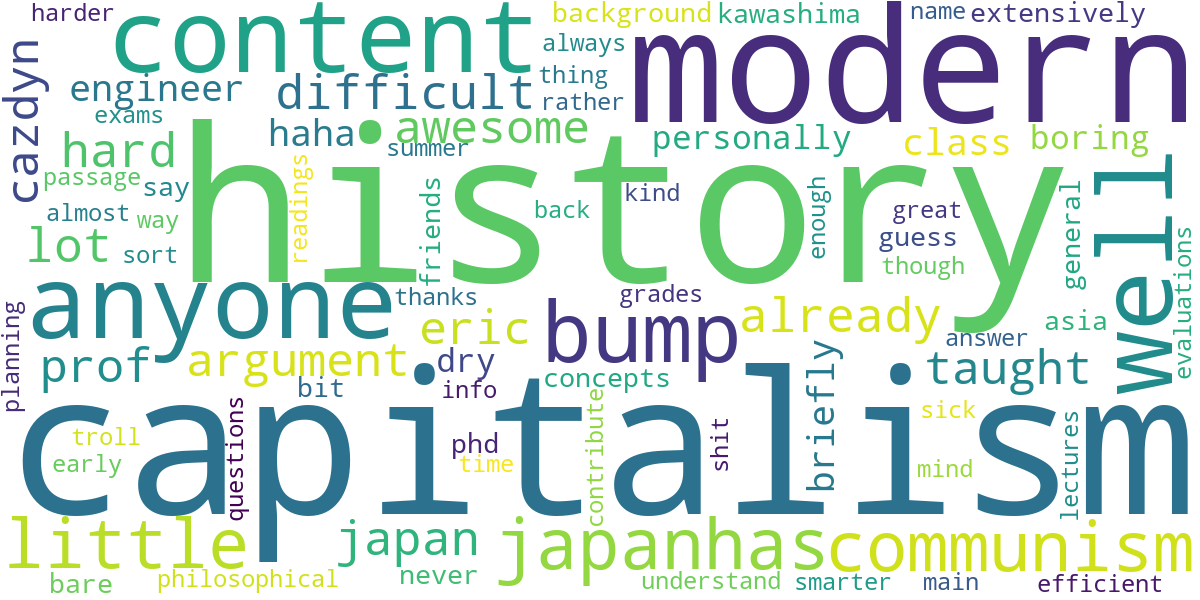 harder
content
background
kawashima
name
extensively
always
modern
cazdyn
engineer
difficult
thing
rather
exams
haha
awesome
personally
class
boring
hard
summer
history
well
passage
say
readings
friends
kind
enough
great
general
almost
way
back
guess
evaluations
lot
sort
though
anyone
thanks
grades
planning
eric
bump
already
asia
prof
argument
dry
answer
taught
bit
info
concepts
briefly
capitalism
questions
contribute
sick
lectures
troll
phd
shit
early
time
mind
little
japan
japanhas
communism
bare
philosophical
never
understand
smarter
main
efficient